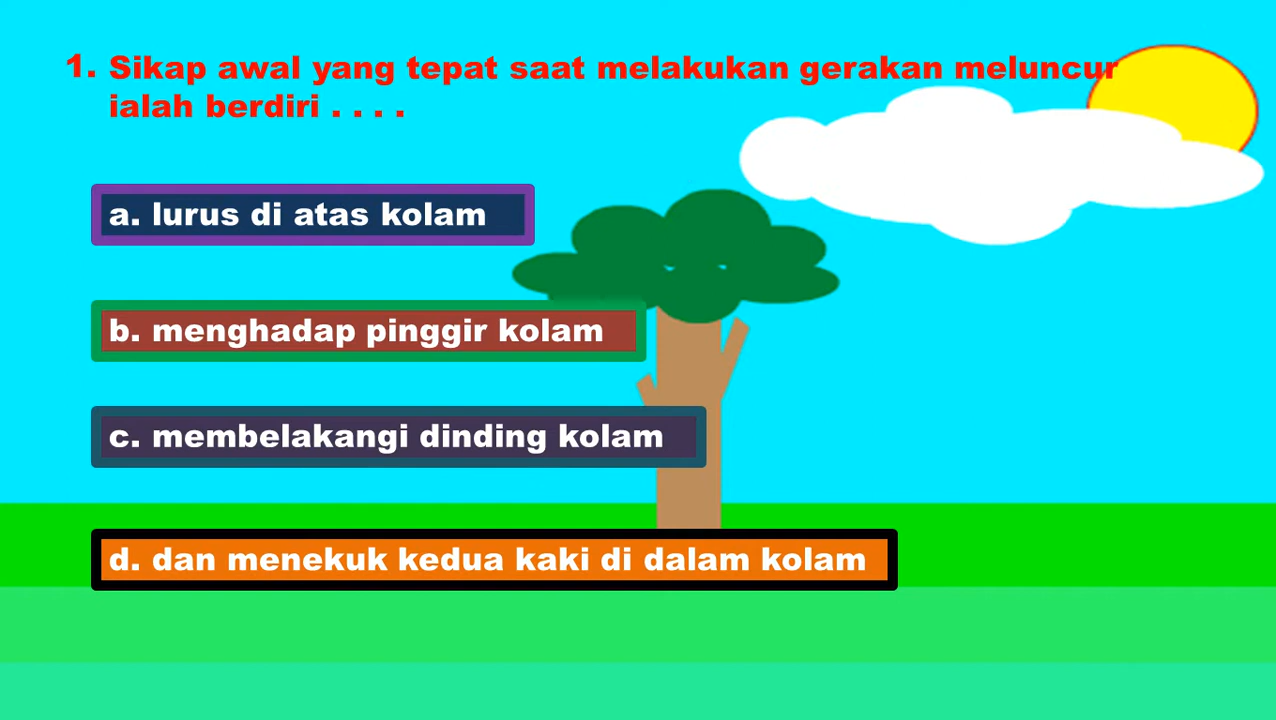 1. Sikap awal yang tepat saat melakukan gerakan meluncur
ialah berdiri . . . .
a. lurus di atas kolam
b. menghadap pinggir kolam
c. membelakangi dinding kolam
d. dan menekuk kedua kaki di dalam kolam